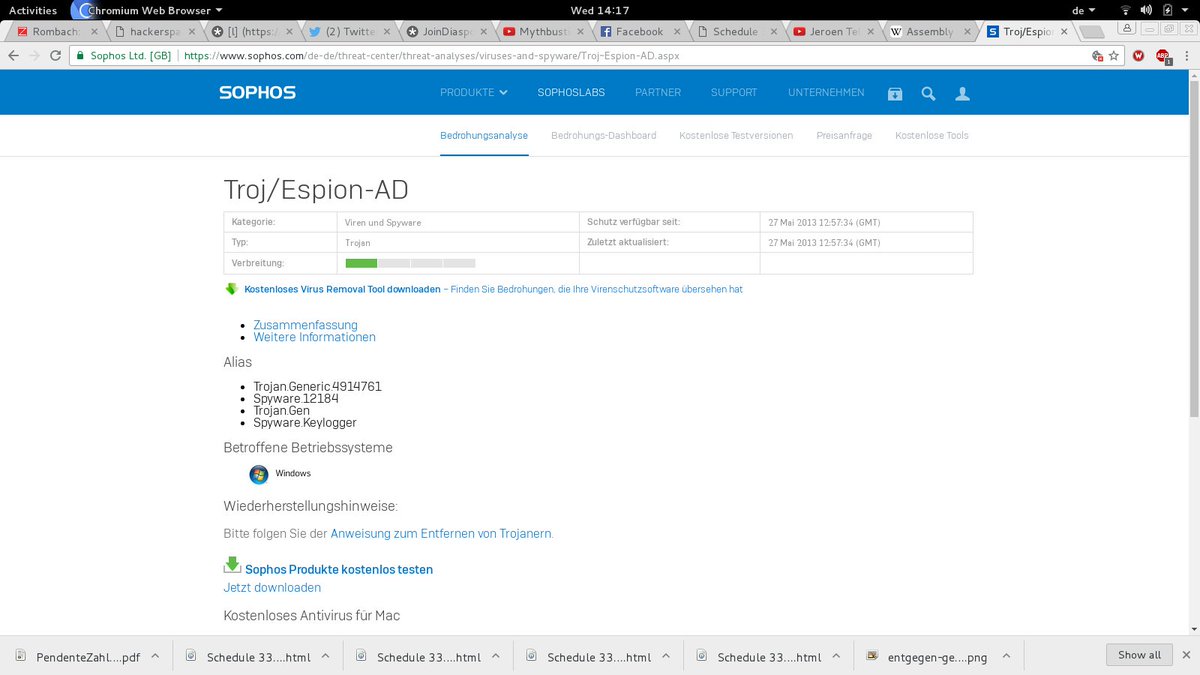 Activities Chromium Web Browser Wed 14:17 de
Rombach: hackerspa [l] (https:/ (2) Twitte JoinDiaspo Mythbust Facebook Schedule Jeroen Tel Assembly Troj/Espio
Sophos Ltd. [GB] https://www.sophos.com/de-de/threat-center/threat-analyses/viruses-and-spyware/Troj-Espion-AD.aspx ABP 1
SOPHOS PRODUKTE SOPHOSLABS PARTNER SUPPORT UNTERNEHMEN
Bedrohungsanalyse Bedrohungs-Dashboard Kostenlose Testversionen Preisanfrage Kostenlose Tools
Troj/Espion-AD
Kategorie: Viren und Spyware Schutz verfügbar seit: 27 Mai 2013 12:57:34 (GMT)
Typ: Trojan Zuletzt aktualisiert: 27 Mai 2013 12:57:34 (GMT)
Verbreitung:
Kostenloses Virus Removal Tool downloaden – Finden Sie Bedrohungen, die Ihre Virenschutzsoftware übersehen hat
Zusammenfassung
Weitere Informationen
Alias
Trojan.Generic.4914761
Spyware.12184
Trojan.Gen
Spyware.Keylogger
Betroffene Betriebssysteme
Windows
Wiederherstellungshinweise:
Bitte folgen Sie der Anweisung zum Entfernen von Trojanern.
Sophos Produkte kostenlos testen
Jetzt downloaden
Kostenloses Antivirus für Mac
PendenteZahl....pdf Schedule 33....html Schedule 33....html Schedule 33....html Schedule 33....html entgegen-ge....png Show all